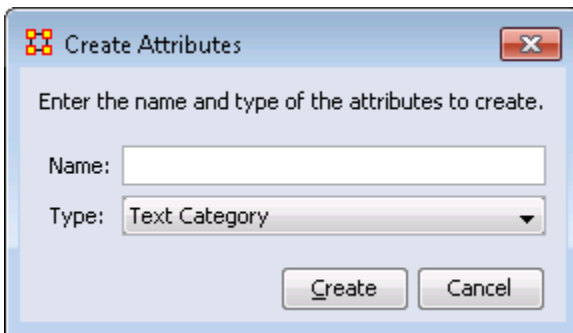 Create Attributes
Enter the name and type of the attributes to create.
Name:
Type: Text Category
Create Cancel